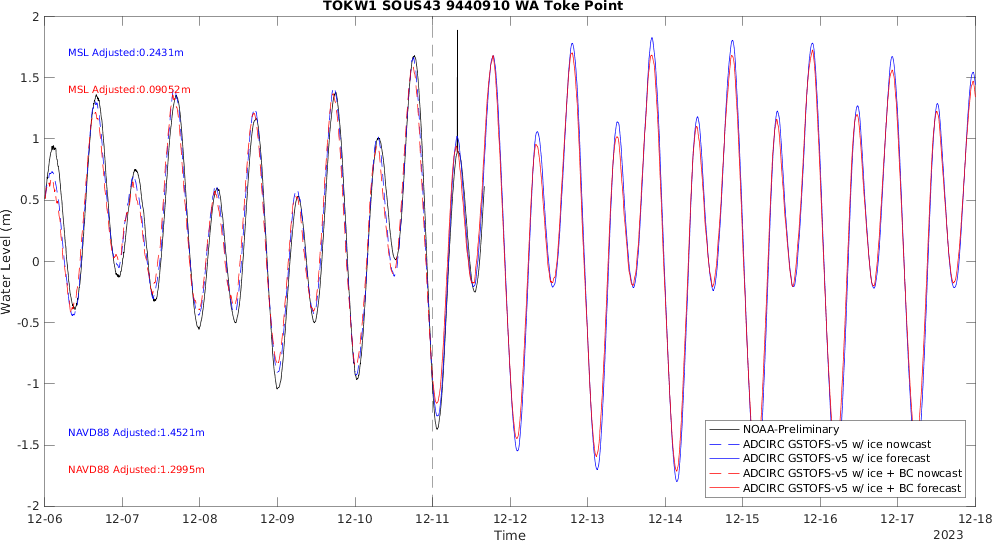 TOKW1 SOUS43 9440910 WA Toke Point
MSL Adjusted:0.2431m
MSL Adjusted:0.09052m
NAVD88 Adjusted:1.4521m
NAVD88 Adjusted:1.2995m
Water Level (m)
2
1.5
1
0.5
0
-0.5
-1
-1.5
-2
NOAA-Preliminary
ADCIRC GSTOFS-v5 w/ ice nowcast
ADCIRC GSTOFS-v5 w/ ice forecast
ADCIRC GSTOFS-v5 w/ ice + BC nowcast
ADCIRC GSTOFS-v5 w/ ice + BC forecast
12-06 12-07 12-08 12-09 12-10 12-11 12-12 12-13 12-14 12-15 12-16 12-17 12-18
Time
2023